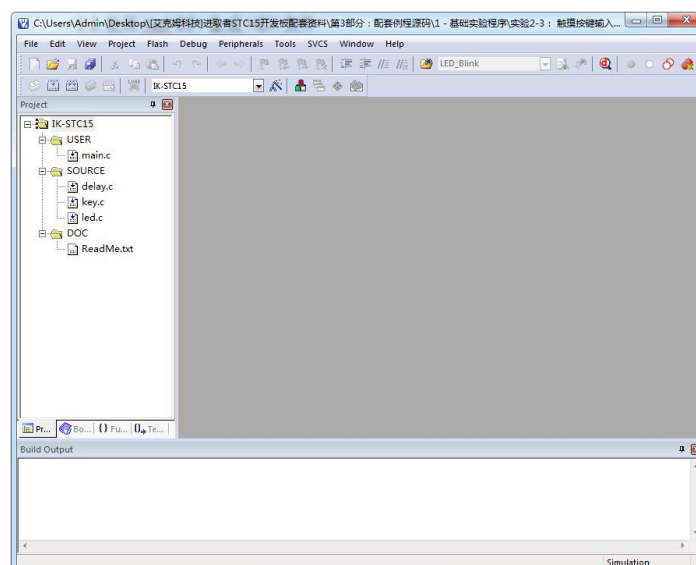 C:\Users\Admin\Desktop\[艾克姆科技]进取者STC15开发板配套资料\第3部分：配套例程源码\1 - 基础实验程序\实验2-3： 触摸按键输入...
File Edit View Project Flash Debug Peripherals Tools SVCS Window Help
LED_Blink
IK-STC15
Project
IK-STC15
USER
main.c
SOURCE
delay.c
key.c
led.c
DOC
ReadMe.txt
Pr... Bo... {} Fu... 0. Te...
Build Output
Simulation